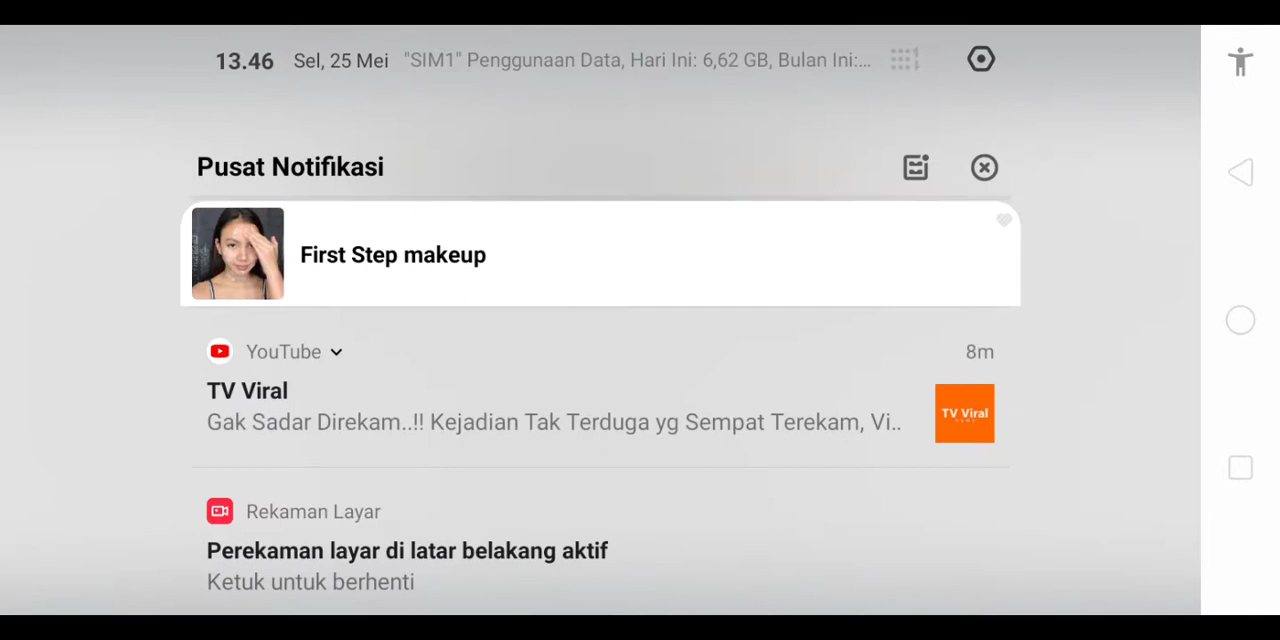 13.46 Sel, 25 Mei "SIM1" Penggunaan Data, Hari Ini: 6,62 GB, Bulan Ini:...
Pusat Notifikasi
First Step makeup
YouTube 8m
TV Viral
Gak Sadar Direkam..!! Kejadian Tak Terduga yg Sempat Terekam, Vi..
TV Viral
Rekaman Layar
Perekaman layar di latar belakang aktif
Ketuk untuk berhenti